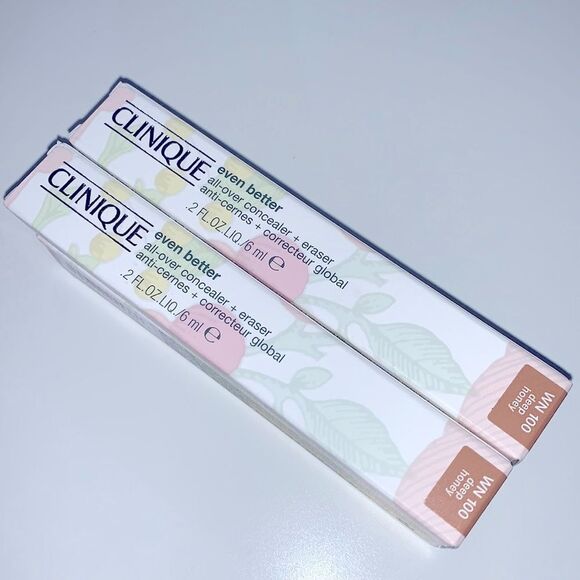 CLINIQUE
even better
all-over concealer + eraser
anti-cernes + correcteur global
.2 FL.OZ.LIQ./6 ml ℮
WN 100
deep
honey
CLINIQUE
even better
all-over concealer + eraser
anti-cernes + correcteur global
.2 FL.OZ.LIQ./6 ml ℮
WN 100
deep
honey